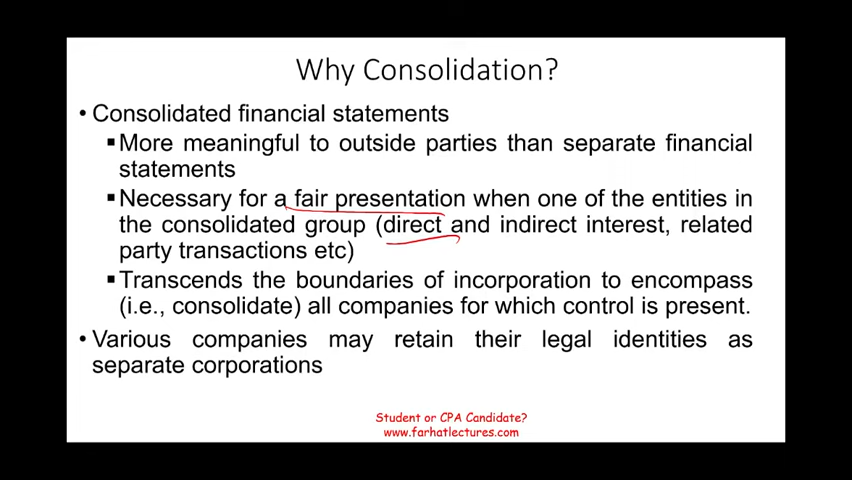 Why Consolidation?
• Consolidated financial statements
▪More meaningful to outside parties than separate financial
statements
▪Necessary for a fair presentation when one of the entities in
the consolidated group (direct and indirect interest, related
party transactions etc)
▪Transcends the boundaries of incorporation to encompass
(i.e., consolidate) all companies for which control is present.
• Various companies may retain their legal identities as
separate corporations
Student or CPA Candidate?
www.farhatlectures.com